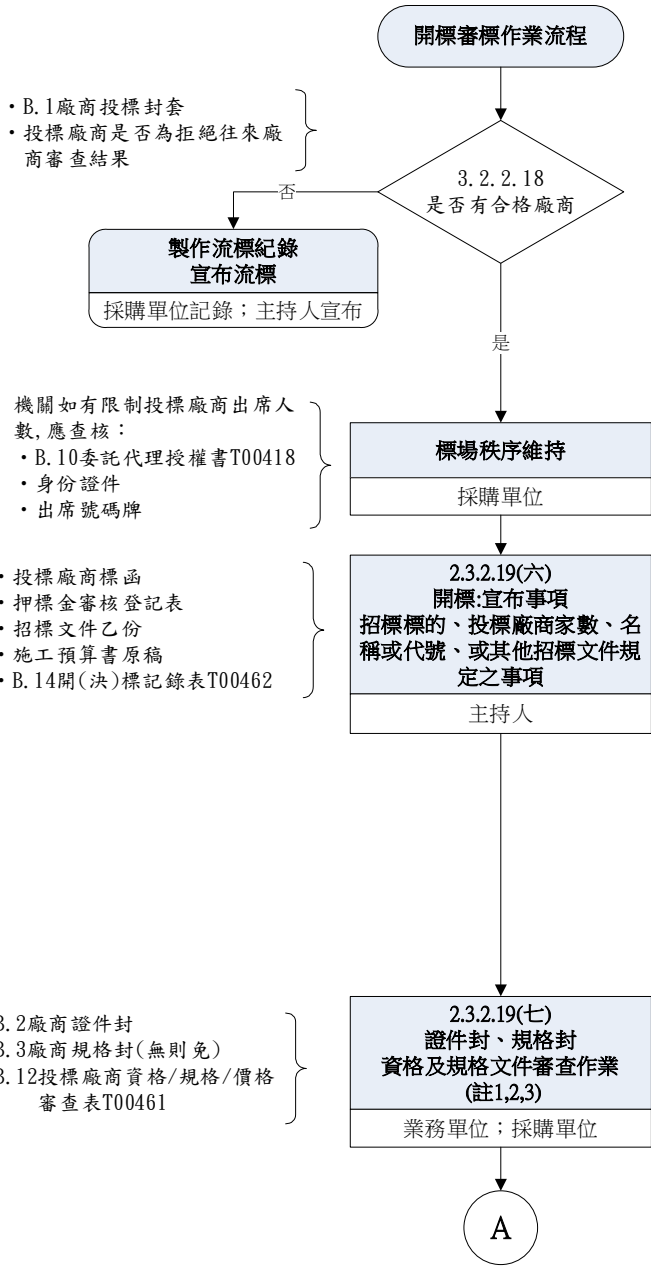 開標審標作業流程
・B.1廠商投標封套
・投標廠商是否為拒絕往來廠
商審查結果
3.2.2.18
是否有合格廠商
否
製作流標紀錄
宣布流標
採購單位記錄；主持人宣布
是
機關如有限制投標廠商出席人
數,應查核：
・B.10委託代理授權書T00418
・身份證件
・出席號碼牌
標場秩序維持
採購單位
・投標廠商標函
・押標金審核登記表
・招標文件乙份
・施工預算書原稿
・B.14開(決)標記錄表T00462
2.3.2.19(六)
開標:宣布事項
招標標的、投標廠商家數、名
稱或代號、或其他招標文件規
定之事項
主持人
.2廠商證件封
.3廠商規格封(無則免)
.12投標廠商資格/規格/價格
審查表T00461
2.3.2.19(七)
證件封、規格封
資格及規格文件審查作業
(註1,2,3)
業務單位；採購單位
A